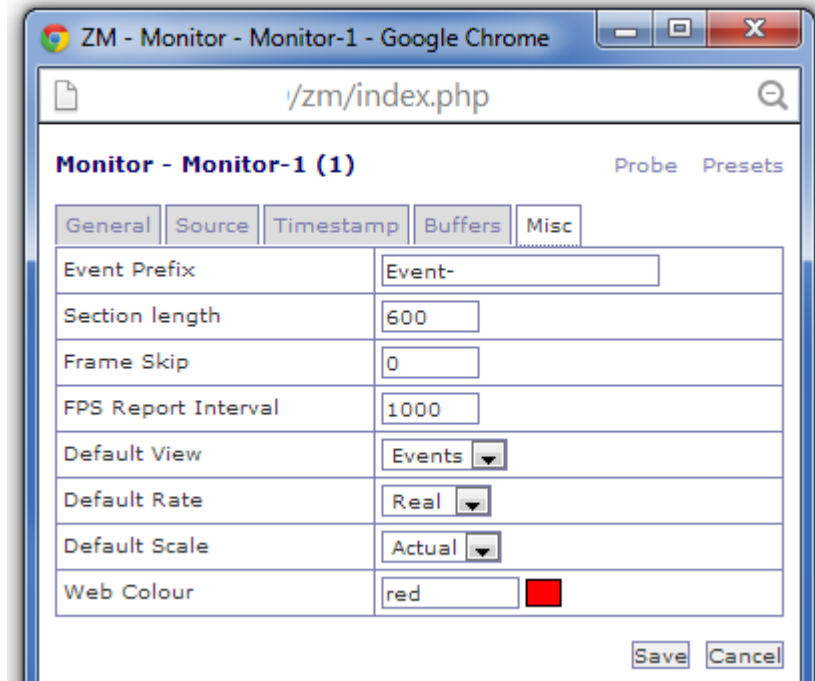 ZM - Monitor - Monitor-1 - Google Chrome
/zm/index.php
Monitor - Monitor-1 (1) Probe Presets
General Source Timestamp Buffers Misc
Event Prefix Event-
Section length 600
Frame Skip 0
FPS Report Interval 1000
Default View Events
Default Rate Real
Default Scale Actual
Web Colour red
Save Cancel